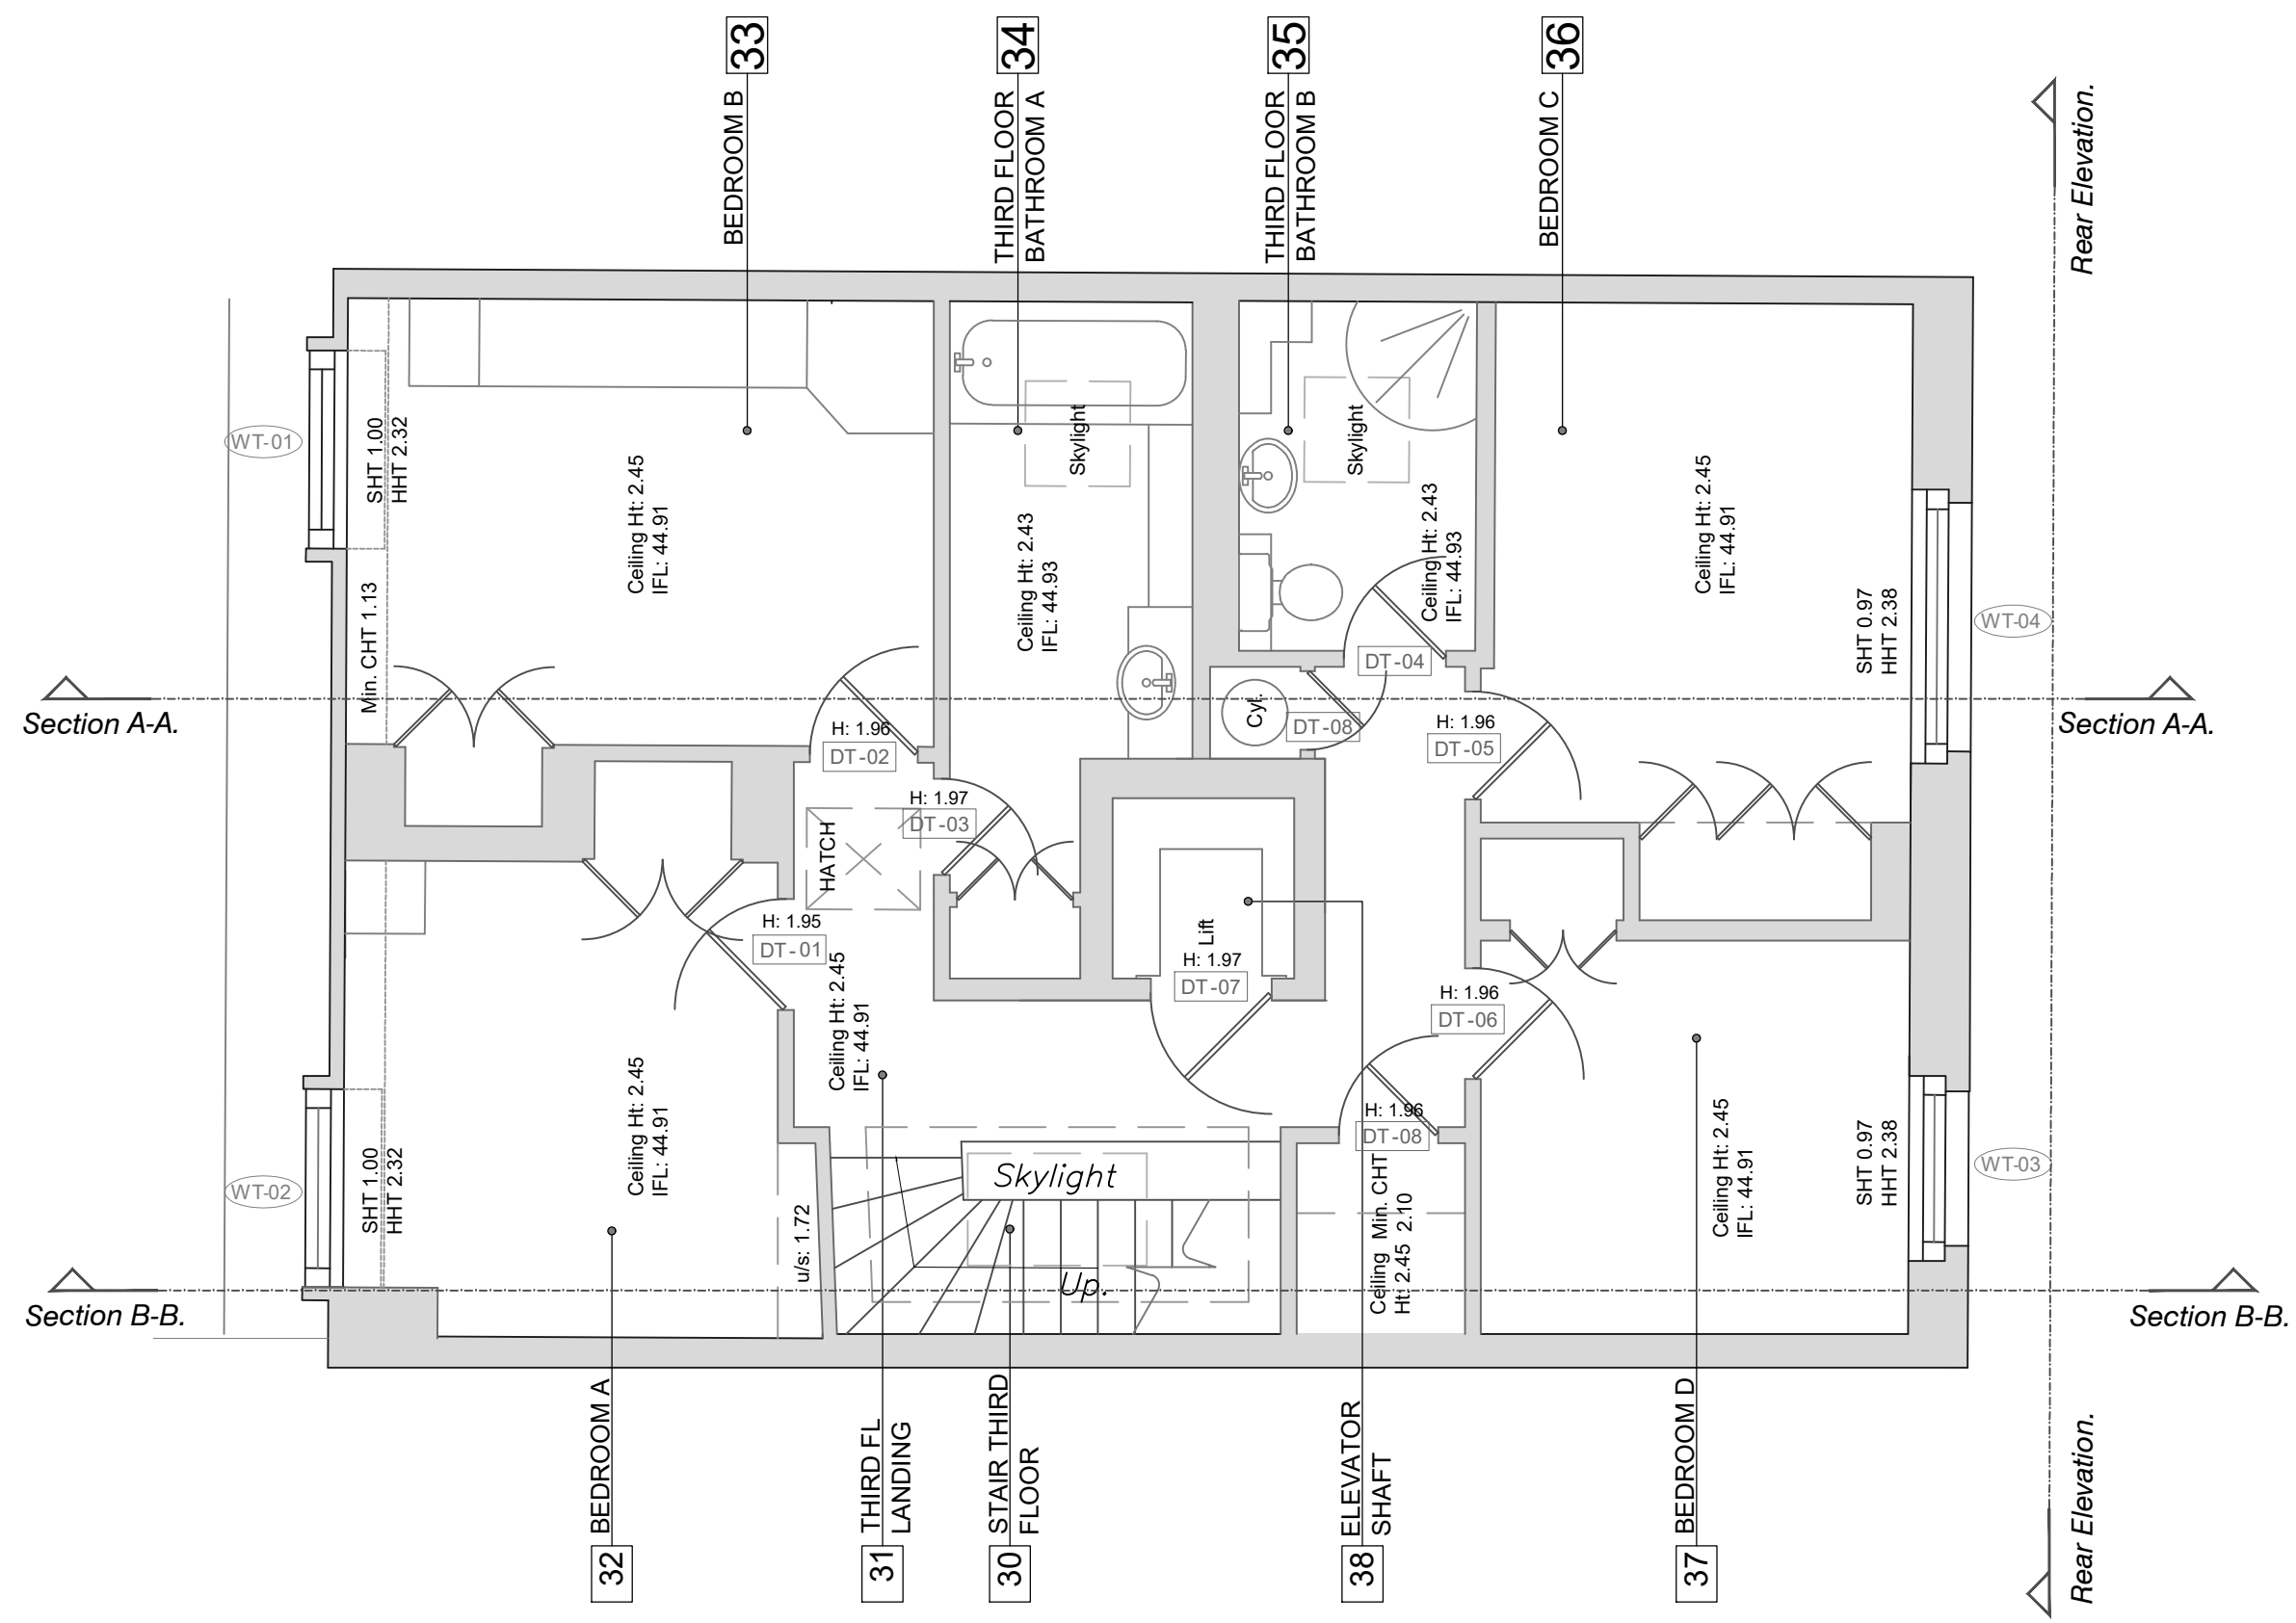 33
BEDROOM B
34
THIRD FLOOR
BATHROOM A
35
THIRD FLOOR
BATHROOM B
36
BEDROOM C
Rear Elevation.
WT-01
SHT 1.00
HHT 2.32
Min. CHT 1.13
Ceiling Ht: 2.45
IFL: 44.91
Skylight
Ceiling Ht: 2.43
IFL: 44.93
Skylight
Ceiling Ht: 2.43
IFL: 44.93
Ceiling Ht: 2.45
IFL: 44.91
SHT 0.97
HHT 2.38
WT-04
Section A-A.
Section A-A.
H: 1.96
DT-02
Cyl.
DT-08
DT-04
H: 1.96
DT-05
H: 1.97
DT-03
HATCH
H: 1.95
DT-01
Ceiling Ht: 2.45
IFL: 44.91
Lift
H: 1.97
DT-07
H: 1.96
DT-06
H: 1.96
DT-08
WT-02
SHT 1.00
HHT 2.32
Ceiling Ht: 2.45
IFL: 44.91
u/s: 1.72
Skylight
Up.
Ceiling Min. CHT
Ht: 2.45 2.10
Ceiling Ht: 2.45
IFL: 44.91
SHT 0.97
HHT 2.38
WT-03
Section B-B.
Section B-B.
32
BEDROOM A
31
THIRD FL
LANDING
30
STAIR THIRD
FLOOR
38
ELEVATOR
SHAFT
37
BEDROOM D
Rear Elevation.